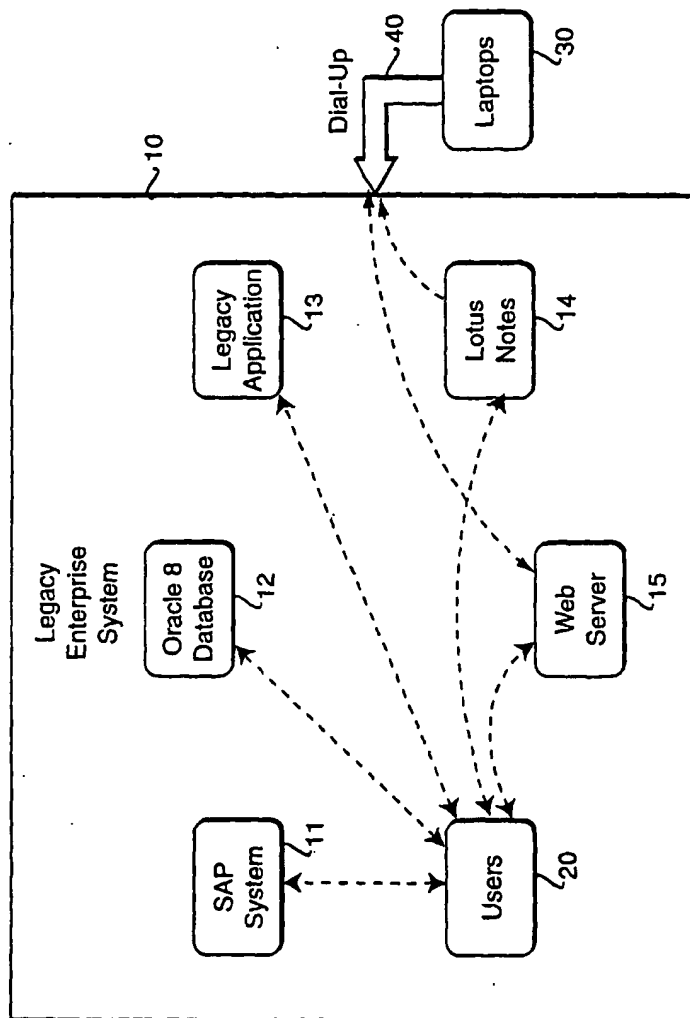 Legacy
Enterprise
System
10
SAP
System
11
Oracle 8
Database
12
Legacy
Application
13
Dial-Up
40
Users
20
Web
Server
15
Lotus
Notes
14
Laptops
30